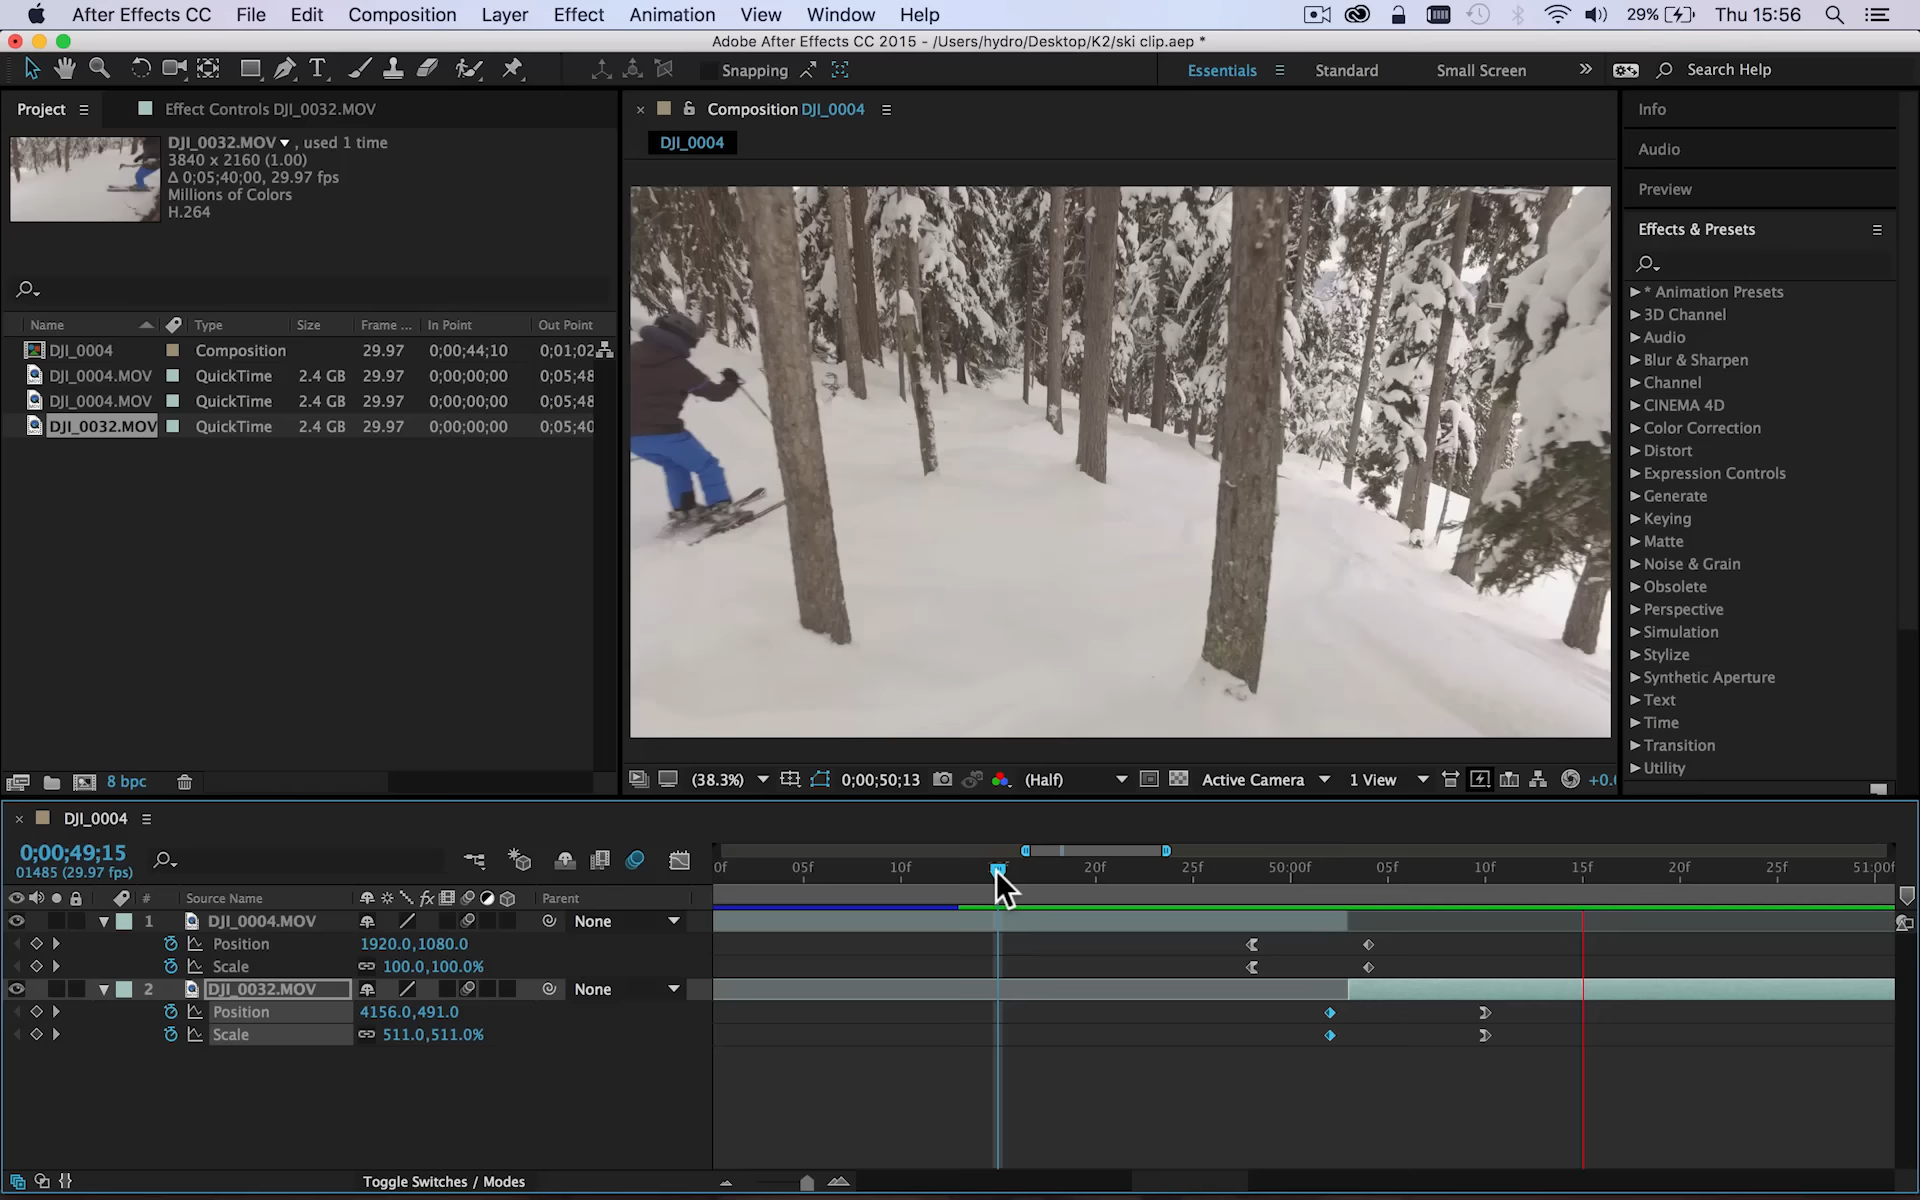 After Effects CC File Edit Composition Layer Effect Animation View Window Help 29% Thu 15:56
Adobe After Effects CC 2015 - /Users/hydro/Desktop/K2/ski clip.aep *
Snapping Essentials Standard Small Screen Search Help
Project Effect Controls DJI_0032.MOV
DJI_0032.MOV , used 1 time
3840 x 2160 (1.00)
Δ 0;05;40;00, 29.97 fps
Millions of Colors
H.264
Name Type Size Frame ... In Point Out Point
DJI_0004 Composition 29.97 0;00;44;10 0;01;02
DJI_0004.MOV QuickTime 2.4 GB 29.97 0;00;00;00 0;05;48
DJI_0004.MOV QuickTime 2.4 GB 29.97 0;00;00;00 0;05;48
DJI_0032.MOV QuickTime 2.4 GB 29.97 0;00;00;00 0;05;40
8 bpc
Composition DJI_0004
DJI_0004
(38.3%) 0;00;50;13 (Half) Active Camera 1 View +0.0
Info
Audio
Preview
Effects & Presets
* Animation Presets
3D Channel
Audio
Blur & Sharpen
Channel
CINEMA 4D
Color Correction
Distort
Expression Controls
Generate
Keying
Matte
Noise & Grain
Obsolete
Perspective
Simulation
Stylize
Synthetic Aperture
Text
Time
Transition
Utility
DJI_0004
0;00;49;15
01485 (29.97 fps)
0f 05f 10f 20f 25f 50:00f 05f 10f 15f 20f 25f 51:00f
# Source Name fx Parent
1 DJI_0004.MOV None
Position 1920.0,1080.0
Scale 100.0,100.0%
2 DJI_0032.MOV None
Position 4156.0,491.0
Scale 511.0,511.0%
Toggle Switches / Modes